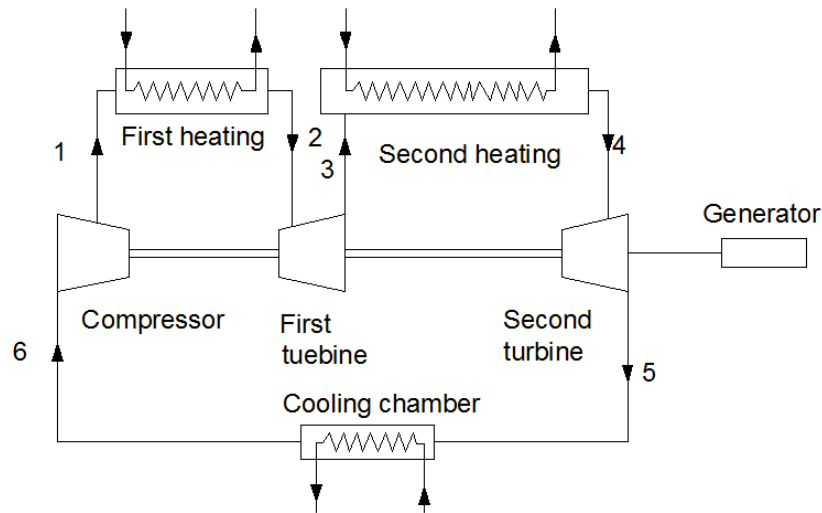 First heating
1
2
3
Second heating
4
Generator
Compressor
First
tuebine
Second
turbine
6
5
Cooling chamber